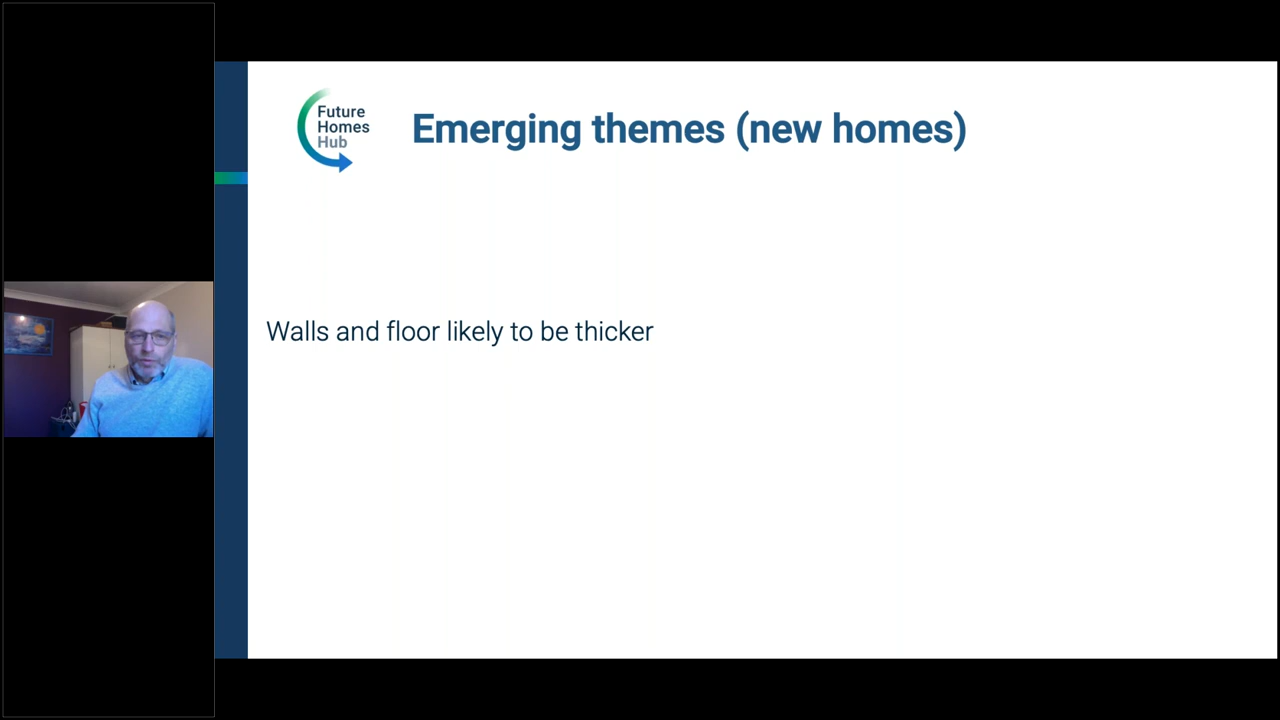 Future
Homes
Hub
Emerging themes (new homes)
Walls and floor likely to be thicker